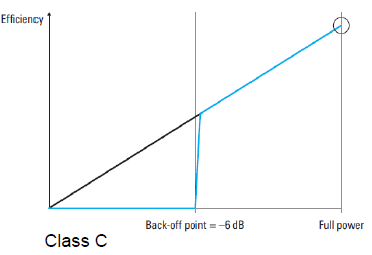 Efficiency
Back-off point = –6 dB
Full power
Class C